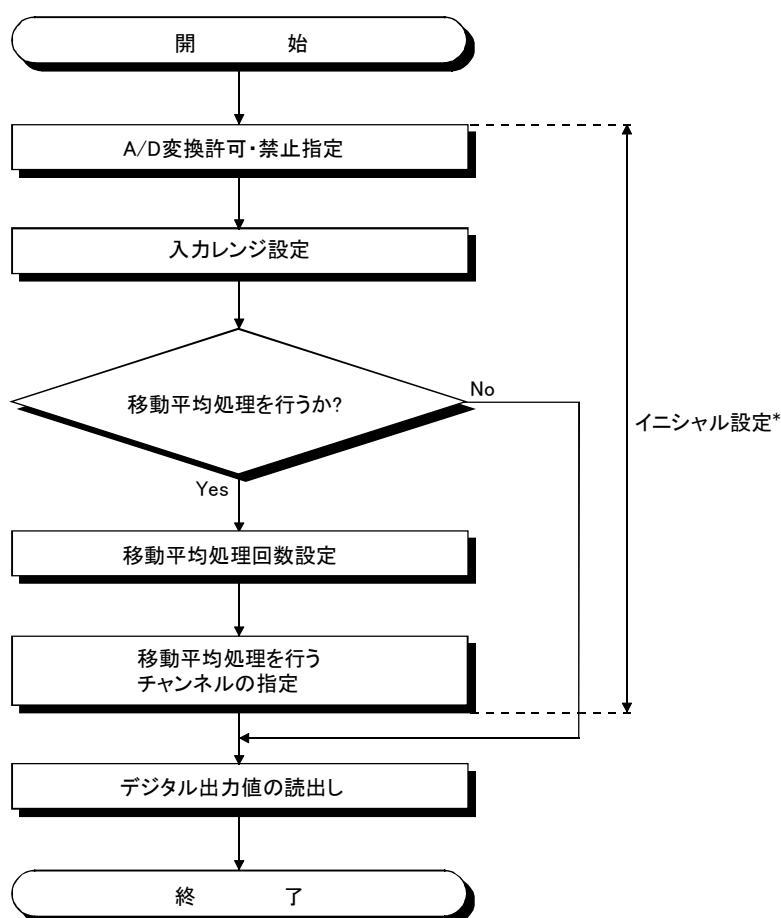 開 始
A/D変換許可・禁止指定
入力レンジ設定
移動平均処理を行うか?
No
Yes
イニシャル設定*
移動平均処理回数設定
移動平均処理を行う
チャンネルの指定
デジタル出力値の読出し
終 了